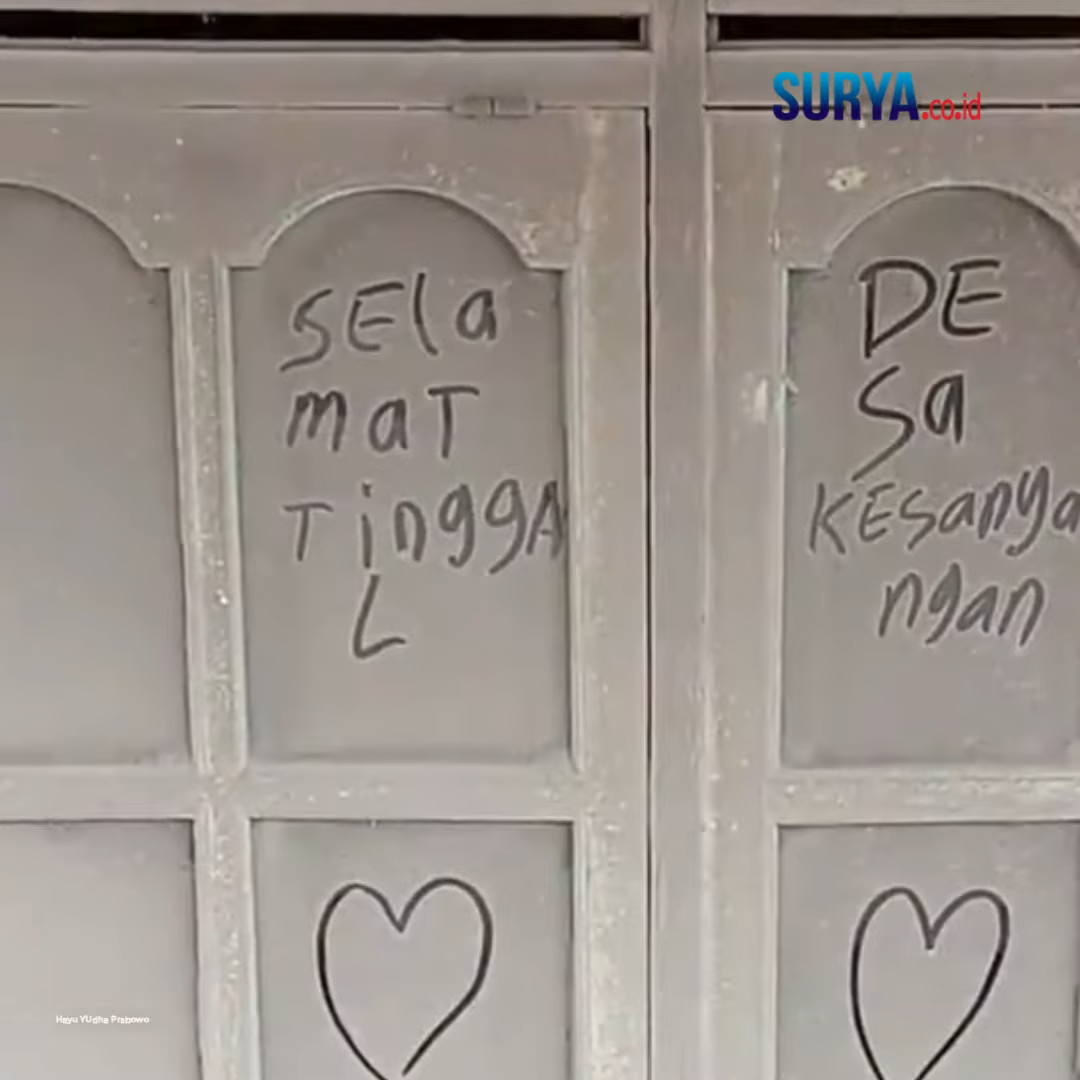 SURYA.co.id
SEla
maT
TinggA
L
DE
Sa
KEsanya
ngan
Hayu YUdha Prabowo